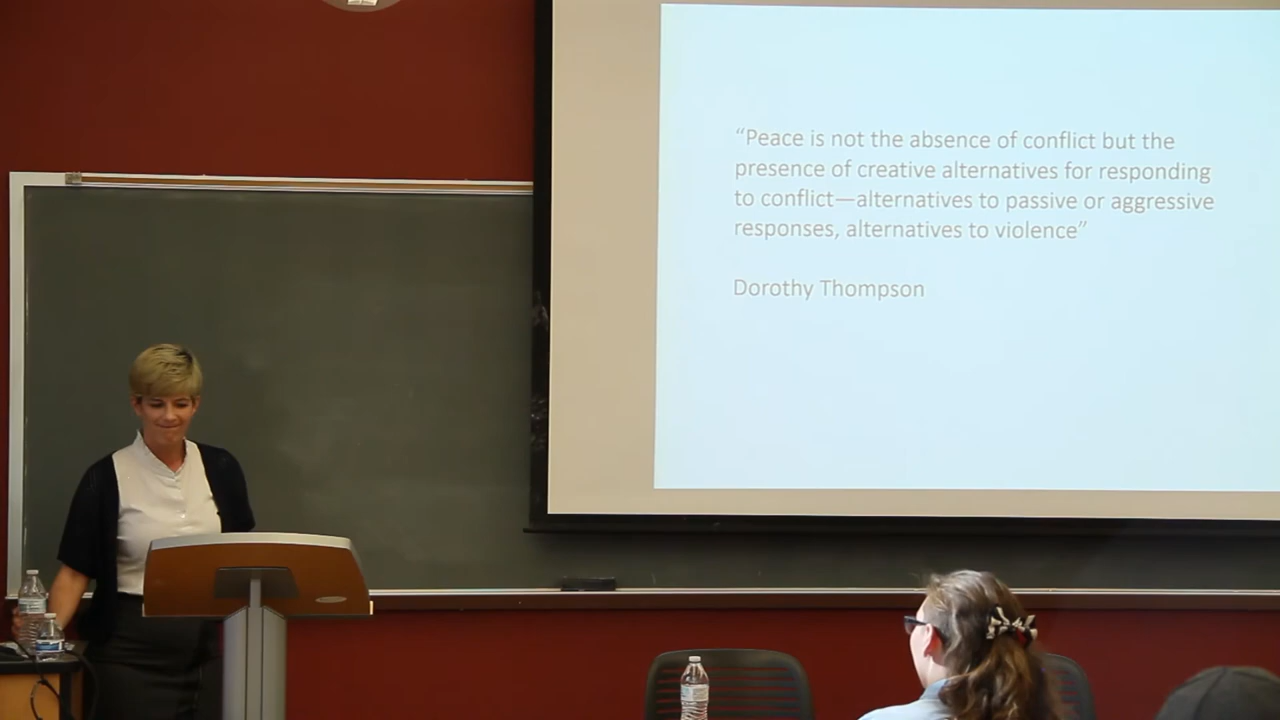 “Peace is not the absence of conflict but the
presence of creative alternatives for responding
to conflict—alternatives to passive or aggressive
responses, alternatives to violence”
Dorothy Thompson